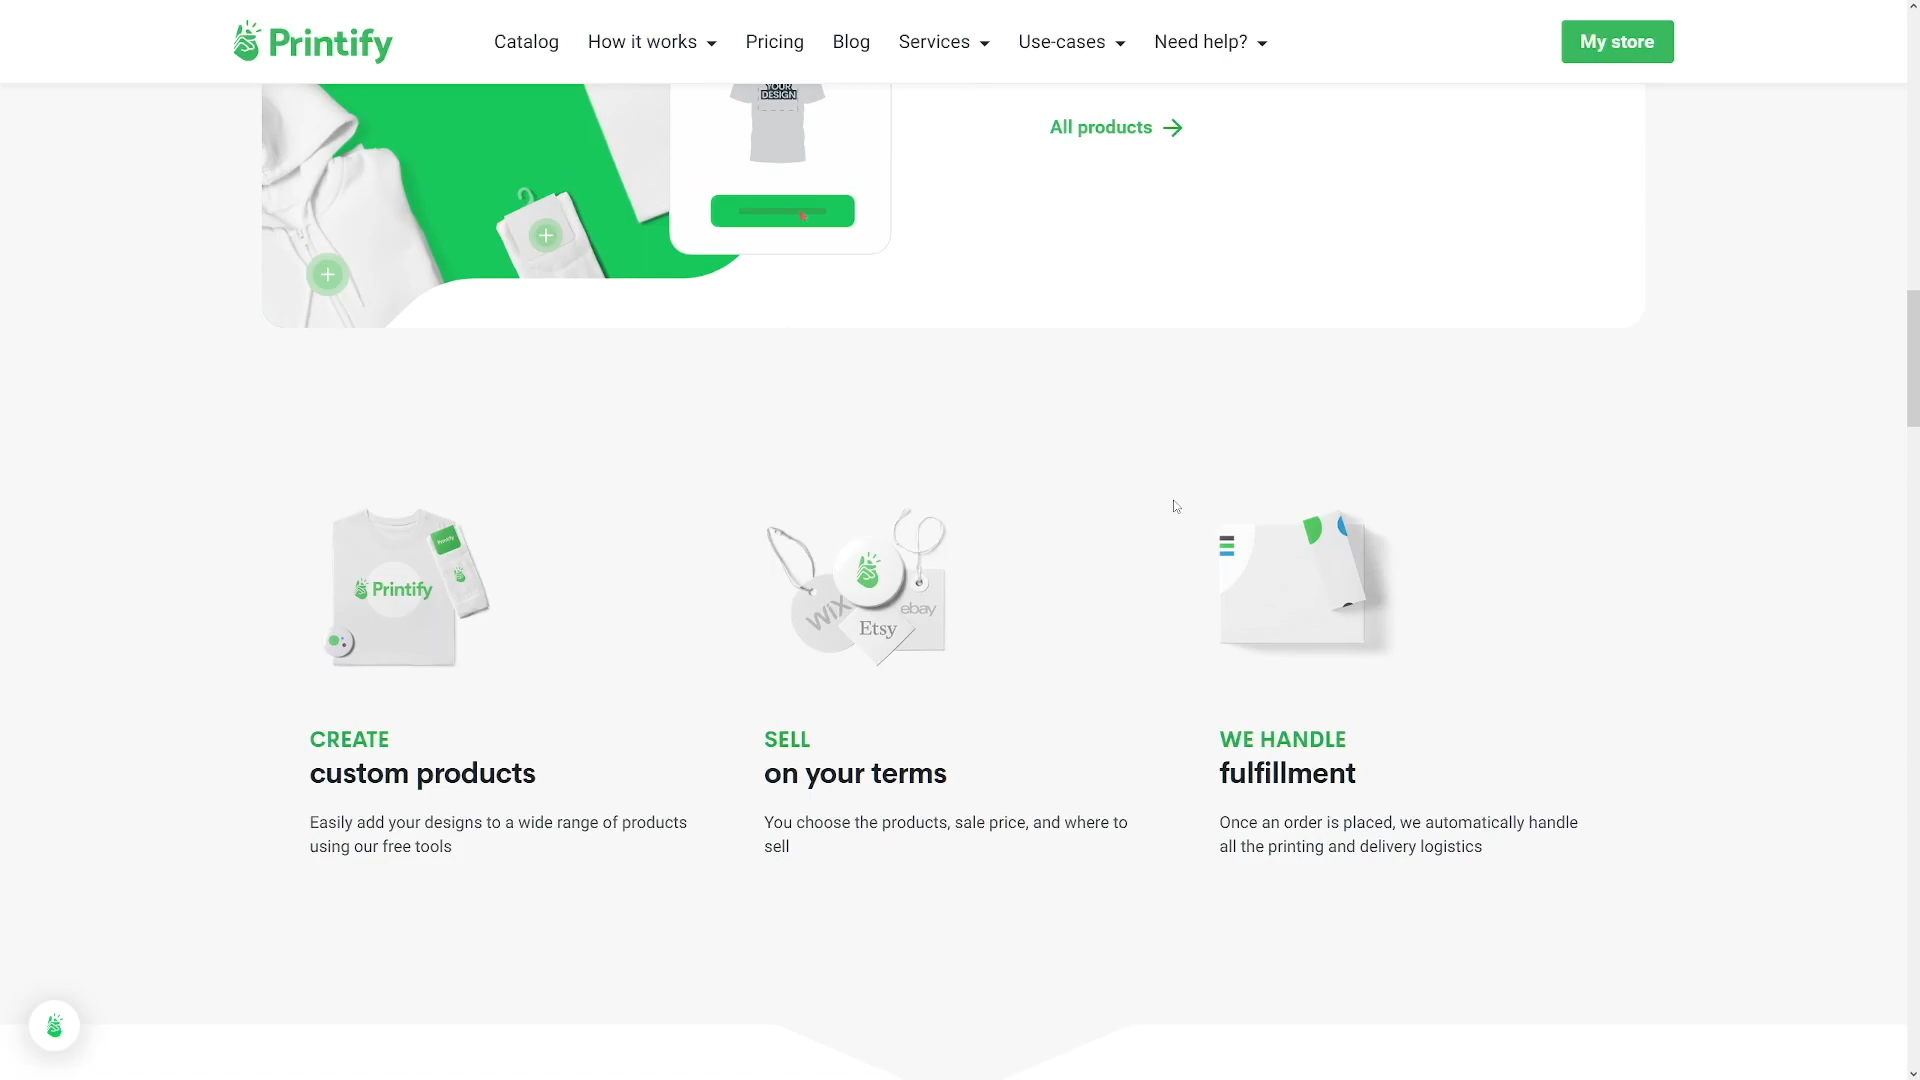 Printify
Catalog
How it works
Pricing
Blog
Services
Use-cases
Need help?
My store
YOUR
DESIGN
All products
Printify
Printify
WIX
ebay
Etsy
CREATE
custom products
Easily add your designs to a wide range of products
using our free tools
SELL
on your terms
You choose the products, sale price, and where to
sell
WE HANDLE
fulfillment
Once an order is placed, we automatically handle
all the printing and delivery logistics